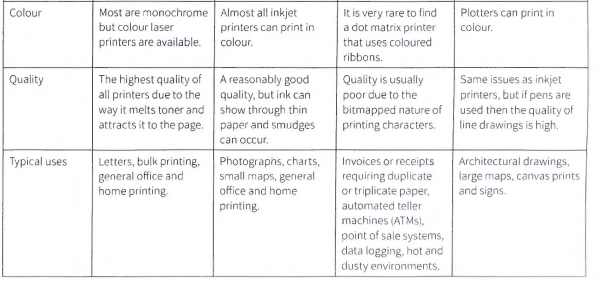 Colour
Most are monochrome
but colour laser
printers are available.
Almost all inkjet
printers can print in
colour.
It is very rare to find
a dot matrix printer
that uses coloured
ribbons.
Plotters can print in
colour.
Quality
The highest quality of
all printers due to the
way it melts toner and
attracts it to the page.
A reasonably good
quality, but ink can
show through thin
paper and smudges
can occur.
Quality is usually
poor due to the
bitmapped nature of
printing characters.
Same issues as inkjet
printers, but if pens are
used then the quality of
line drawings is high.
Typical uses
Letters, bulk printing,
general office and
home printing.
Photographs, charts,
small maps, general
office and home
printing.
Invoices or receipts
requiring duplicate
or triplicate paper,
automated teller
machines (ATMs),
point of sale systems,
data logging, hot and
dusty environments.
Architectural drawings,
large maps, canvas prints
and signs.